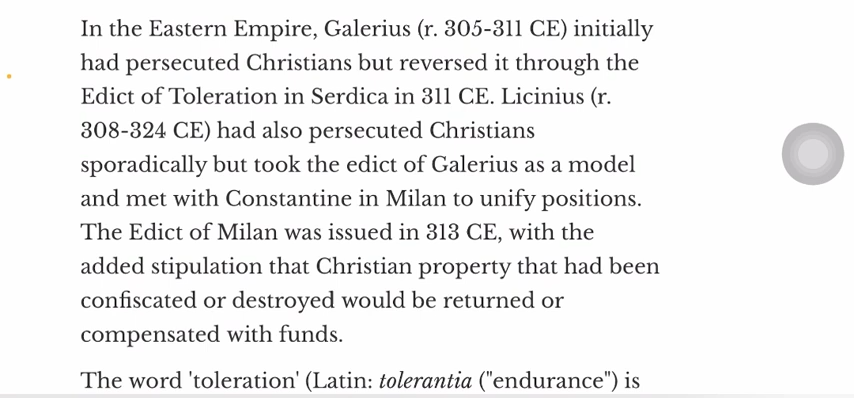 In the Eastern Empire, Galerius (r. 305-311 CE) initially
had persecuted Christians but reversed it through the
Edict of Toleration in Serdica in 311 CE. Licinius (r.
308-324 CE) had also persecuted Christians
sporadically but took the edict of Galerius as a model
and met with Constantine in Milan to unify positions.
The Edict of Milan was issued in 313 CE, with the
added stipulation that Christian property that had been
confiscated or destroyed would be returned or
compensated with funds.
The word 'toleration' (Latin: tolerantia ("endurance") is